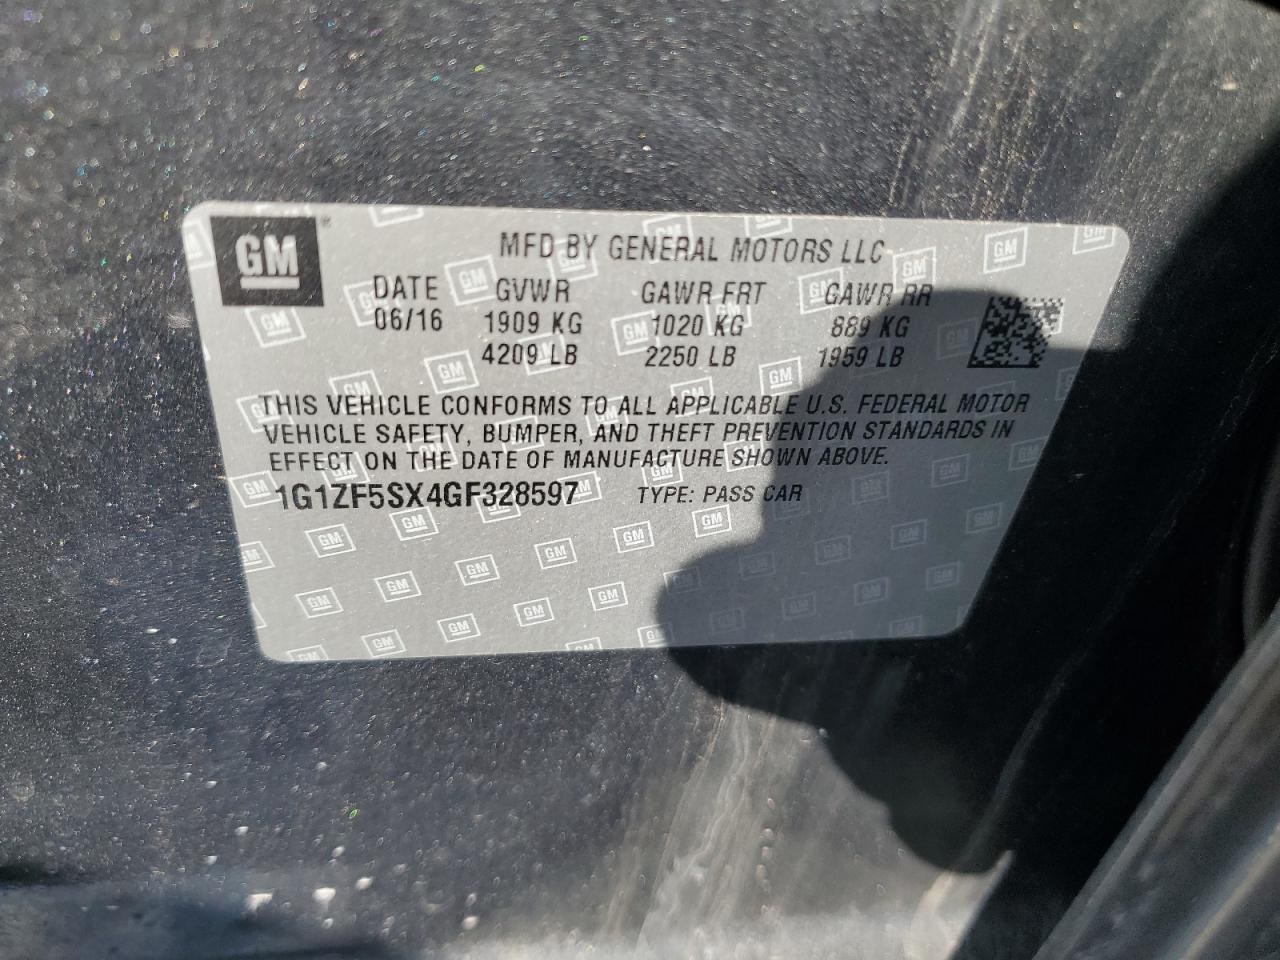 GM ®
MFD BY GENERAL MOTORS LLC
DATE GVWR GAWR FRT GAWR RR
06/16 1909 KG 1020 KG 889 KG
4209 LB 2250 LB 1959 LB
THIS VEHICLE CONFORMS TO ALL APPLICABLE U.S. FEDERAL MOTOR
VEHICLE SAFETY, BUMPER, AND THEFT PREVENTION STANDARDS IN
EFFECT ON THE DATE OF MANUFACTURE SHOWN ABOVE.
1G1ZF5SX4GF328597 TYPE: PASS CAR